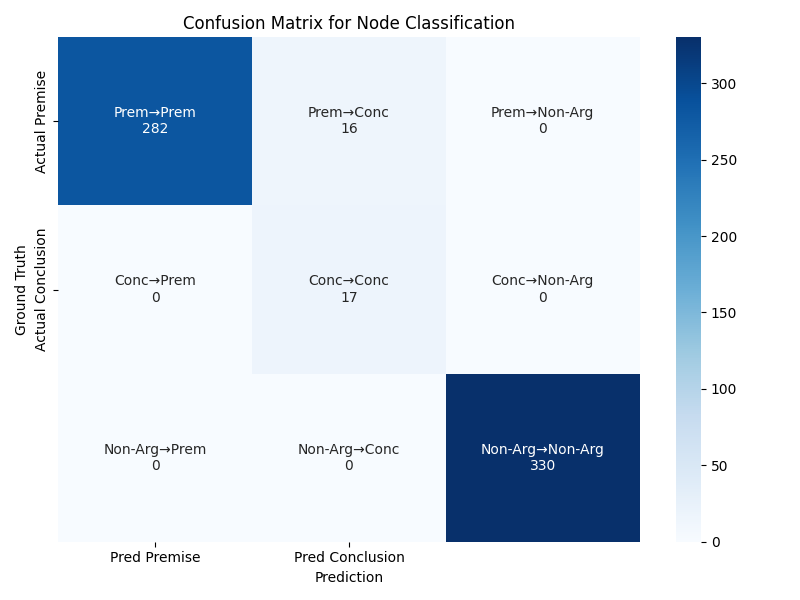 Confusion Matrix for Node Classification
Actual Premise
Prem→Prem
282
Prem→Conc
16
Prem→Non-Arg
0
Ground Truth
Actual Conclusion
Conc→Prem
0
Conc→Conc
17
Conc→Non-Arg
0
Non-Arg→Prem
0
Non-Arg→Conc
0
Non-Arg→Non-Arg
330
Pred Premise
Pred Conclusion
Prediction
300
250
200
150
100
50
0